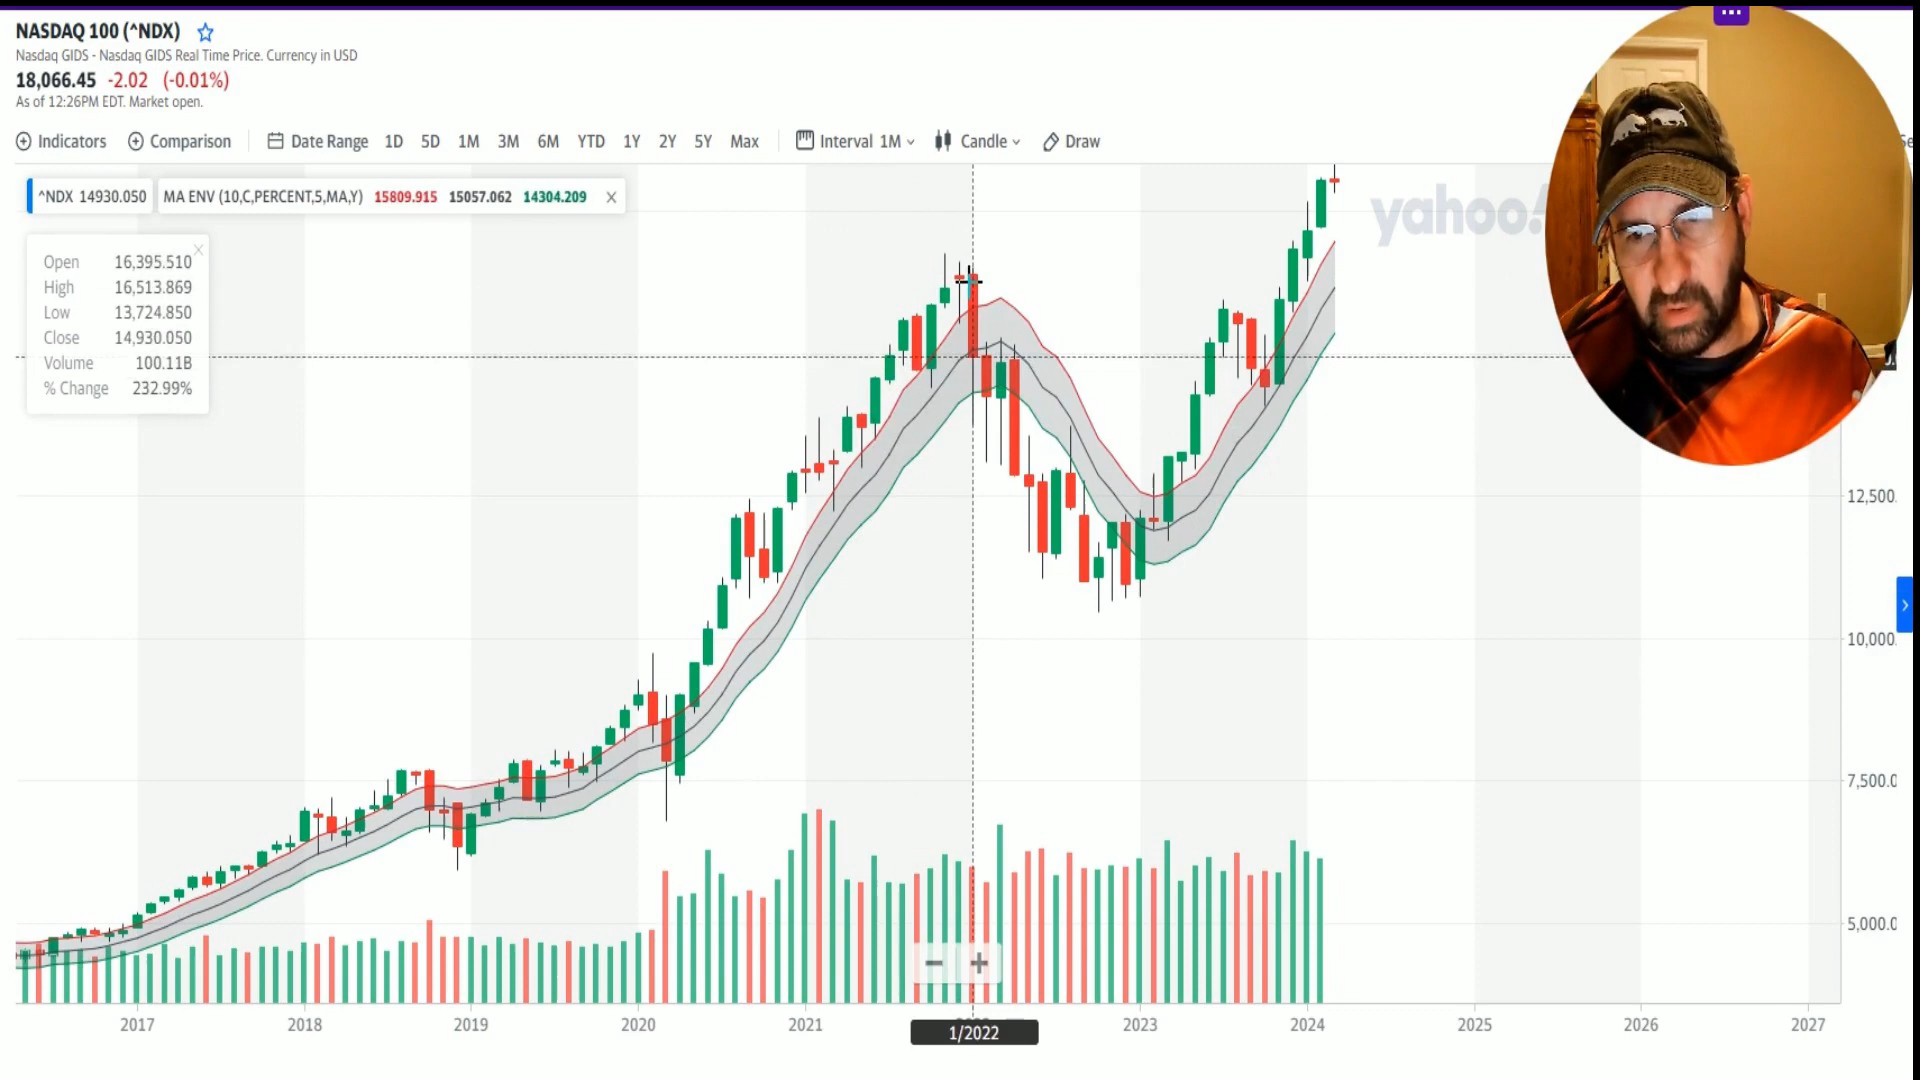 NASDAQ 100 (^NDX)
Nasdaq GIDS - Nasdaq GIDS Real Time Price. Currency in USD
18,066.45 -2.02 (-0.01%)
As of 12:26PM EDT. Market open.
Indicators Comparison Date Range 1D 5D 1M 3M 6M YTD 1Y 2Y 5Y Max Interval 1M Candle Draw
^NDX 14930.050 MA ENV (10,C,PERCENT,5,MA,Y) 15809.915 15057.062 14304.209 X
yahoo!
Open 16,395.510
High 16,513.869
Low 13,724.850
Close 14,930.050
Volume 100.11B
% Change 232.99%
12,500.
10,000.
7,500.0
5,000.0
2017 2018 2019 2020 2021 1/2022 2023 2024 2025 2026 2027